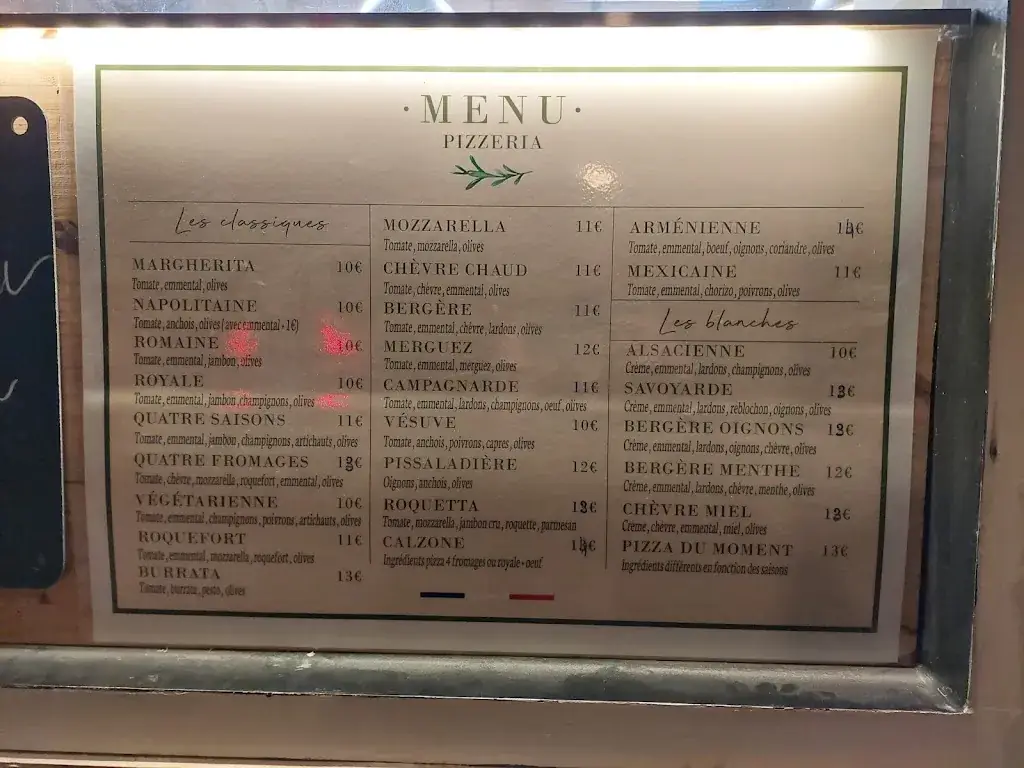 · MENU ·
PIZZERIA
Les classiques
MARGHERITA 10€
Tomate, emmental, olives
NAPOLITAINE 10€
Tomate, anchois, olives (avec emmental + 1€)
ROMAINE 10€
Tomate, emmental, jambon, olives
ROYALE 10€
Tomate, emmental, jambon, champignons, olives
QUATRE SAISONS 11€
Tomate, emmental, jambon, champignons, artichauts, olives
QUATRE FROMAGES 13€
Tomate, chèvre, mozzarella, roquefort, emmental, olives
VÉGÉTARIENNE 10€
Tomate, emmental, champignons, poivrons, artichauts, olives
ROQUEFORT 11€
Tomate, emmental, mozzarella, roquefort, olives
BURRATA 13€
Tomate, burrata, pesto, olives
MOZZARELLA 11€
Tomate, mozzarella, olives
CHÈVRE CHAUD 11€
Tomate, chèvre, emmental, olives
BERGÈRE 11€
Tomate, emmental, chèvre, lardons, olives
MERGUEZ 12€
Tomate, emmental, merguez, olives
CAMPAGNARDE 11€
Tomate, emmental, lardons, champignons, oeuf, olives
VÉSUVE 10€
Tomate, anchois, poivrons, capres, olives
PISSALADIÈRE 12€
Oignons, anchois, olives
ROQUETTA 13€
Tomate, mozzarella, jambon cru, roquette, parmesan
CALZONE 14€
Ingrédients pizza 4 fromages ou royale + oeuf
ARMÉNIENNE 14€
Tomate, emmental, boeuf, oignons, coriandre, olives
MEXICAINE 11€
Tomate, emmental, chorizo, poivrons, olives
Les blanches
ALSACIENNE 10€
Crème, emmental, lardons, champignons, olives
SAVOYARDE 13€
Crème, emmental, lardons, reblochon, oignons, olives
BERGÈRE OIGNONS 13€
Crème, emmental, lardons, oignons, chèvre, olives
BERGÈRE MENTHE 12€
Crème, emmental, lardons, chèvre, menthe, olives
CHÈVRE MIEL 13€
Crème, chèvre, emmental, miel, olives
PIZZA DU MOMENT 13€
Ingrédients différents en fonction des saisons